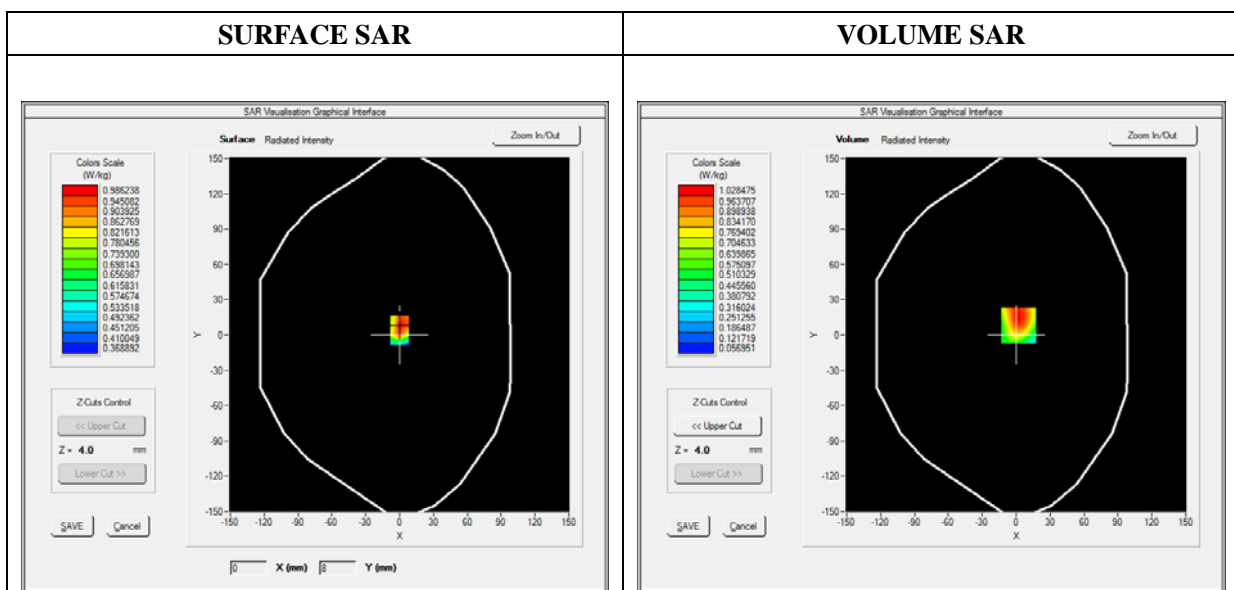 SURFACE SAR
VOLUME SAR
SAR Visualisation Graphical Interface
Surface Radiated Intensity
Zoom In/Out
Colors Scale
(W/kg)
0.986238
0.945082
0.903925
0.862769
0.821613
0.780456
0.739300
0.698143
0.656987
0.615831
0.574674
0.533518
0.492362
0.451205
0.410049
0.368892
Z-Cuts Control
<< Upper Cut
Z = 4.0 mm
Lower Cut >>
SAVE Cancel
150
120
90
60
30
0
-30
-60
-90
-120
-150
Y
-150 -120 -90 -60 -30 0 30 60 90 120 150
X
0 X (mm) 8 Y (mm)
SAR Visualisation Graphical Interface
Volume Radiated Intensity
Zoom In/Out
Colors Scale
(W/kg)
1.028475
0.963707
0.898938
0.834170
0.769402
0.704633
0.639865
0.575097
0.510329
0.445560
0.380792
0.316024
0.251255
0.186487
0.121719
0.056951
Z-Cuts Control
<< Upper Cut
Z = 4.0 mm
Lower Cut >>
SAVE Cancel
150
120
90
60
30
0
-30
-60
-90
-120
-150
Y
-150 -120 -90 -60 -30 0 30 60 90 120 150
X